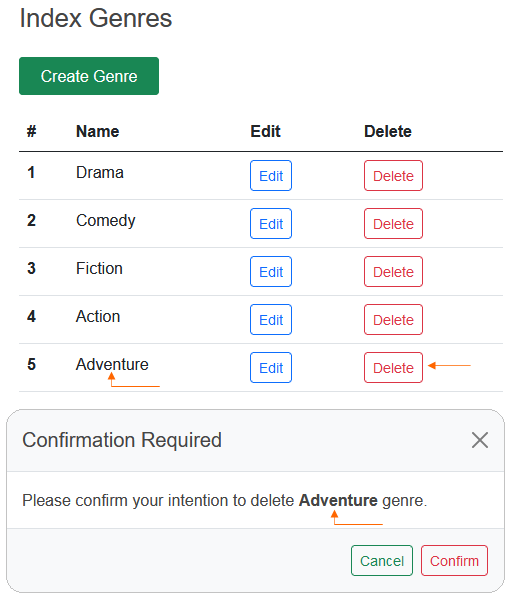 Index Genres
Create Genre
# Name Edit Delete
1 Drama Edit Delete
2 Comedy Edit Delete
3 Fiction Edit Delete
4 Action Edit Delete
5 Adventure Edit Delete
Confirmation Required
Please confirm your intention to delete Adventure genre.
Cancel Confirm